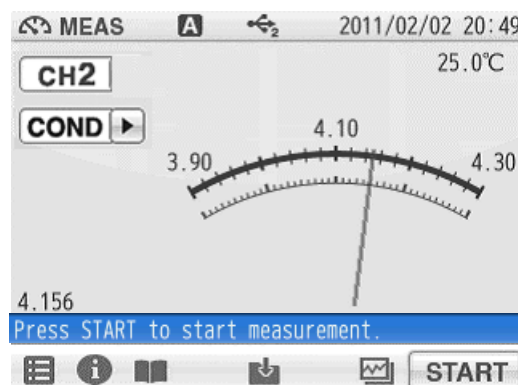 MEAS A 2 2011/02/02 20:49
CH2 25.0℃
COND
4.10
3.90 4.30
4.156
Press START to start measurement.
START